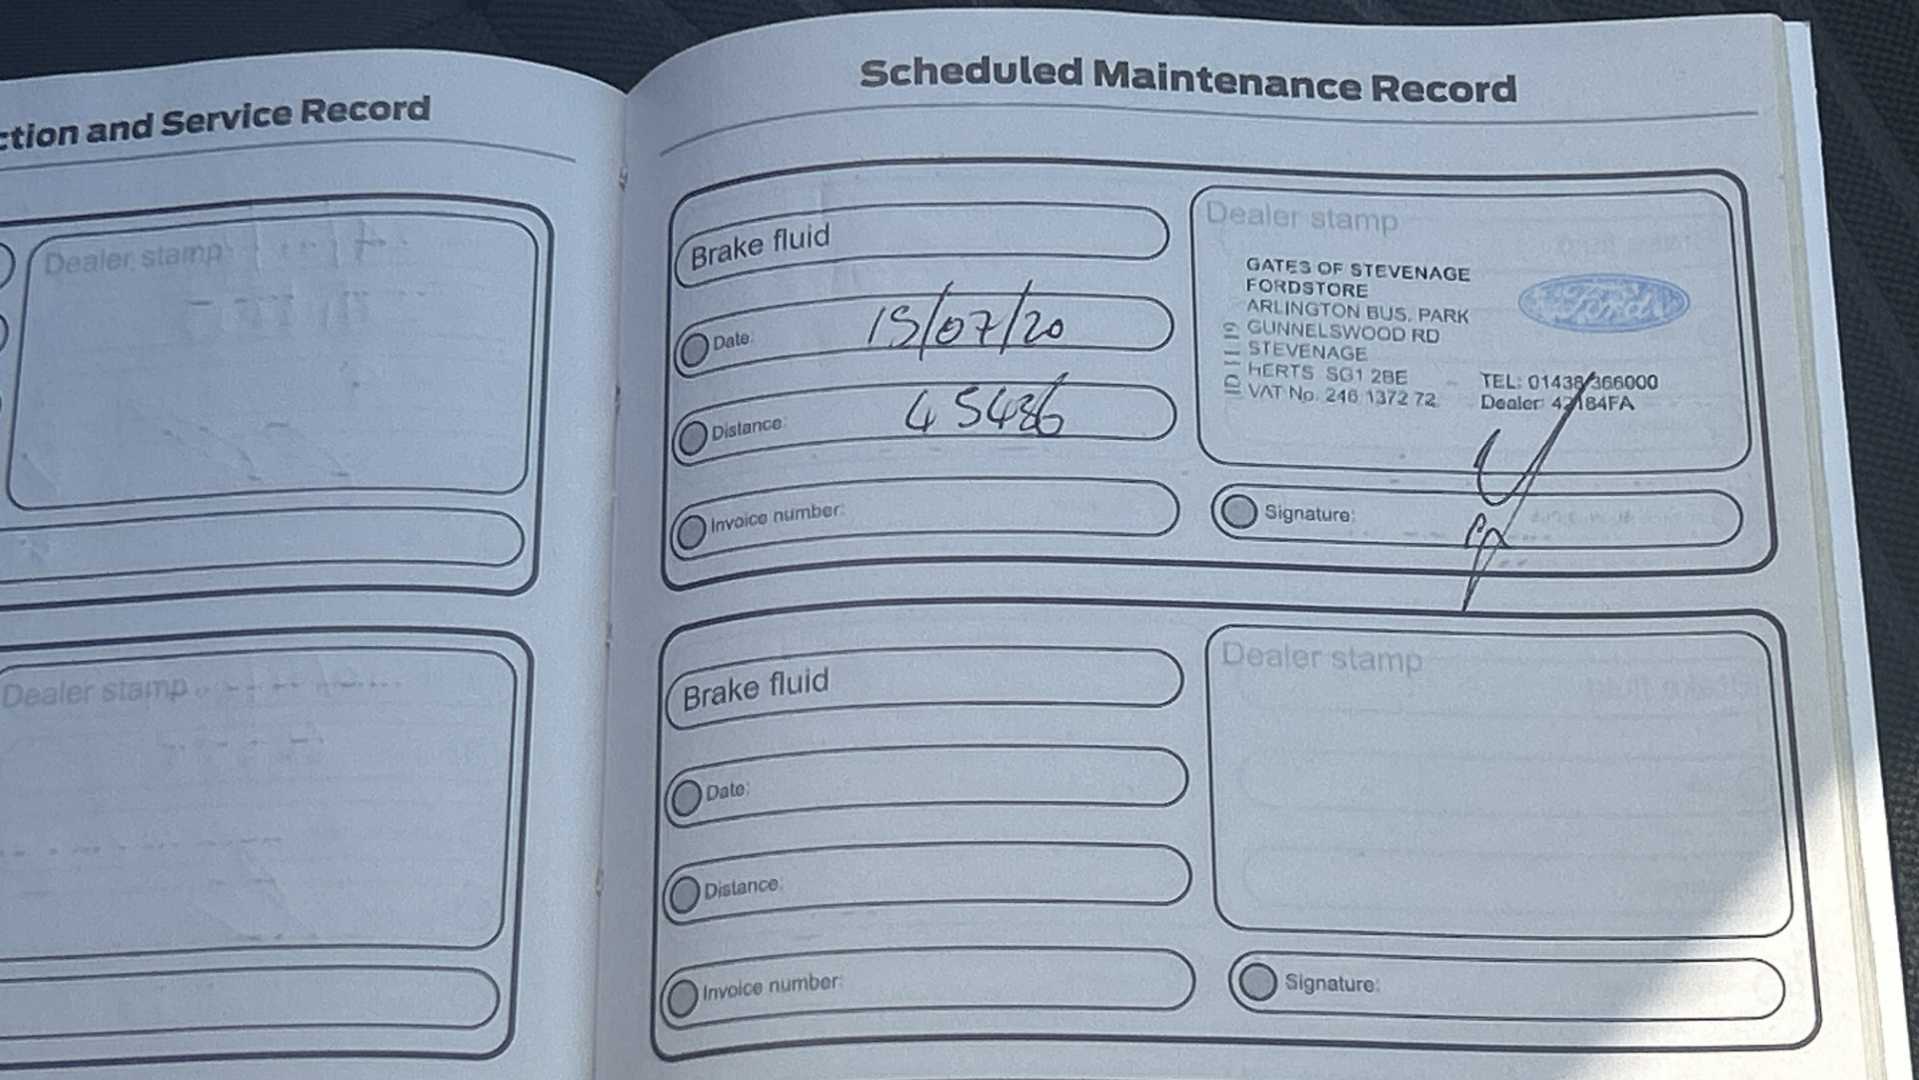 ction and Service Record
Dealer stamp
Dealer stamp
Scheduled Maintenance Record
Brake fluid
Date: 15/07/20
Distance: 45486
Invoice number:
Dealer stamp
GATES OF STEVENAGE
FORDSTORE
ARLINGTON BUS. PARK
GUNNELSWOOD RD
STEVENAGE
HERTS SG1 2BE
VAT No. 246 1372 72
Ford
TEL: 01438 366000
Dealer 42184FA
Signature:
Brake fluid
Date:
Distance:
Invoice number:
Dealer stamp
Signature: